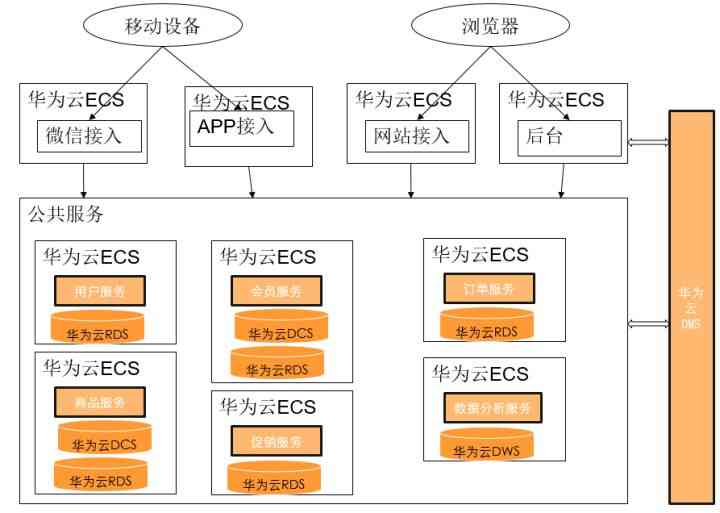 移动设备
浏览器
华为云ECS
微信接入
华为云ECS
APP接入
华为云ECS
网站接入
华为云ECS
后台
公共服务
华为云ECS
用户服务
华为云RDS
华为云ECS
会员服务
华为云DCS
华为云RDS
华为云ECS
订单服务
华为云RDS
华为云ECS
商品服务
华为云DCS
华为云RDS
华为云ECS
促销服务
华为云RDS
华为云ECS
数据分析服务
华为云DWS
华为
云
DMS